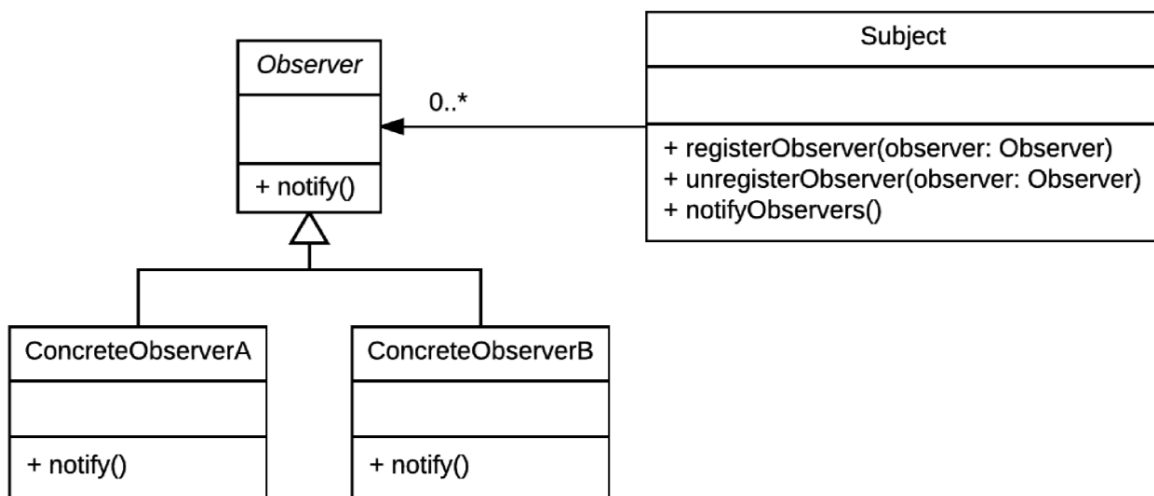 Observer
+ notify()
0..*
Subject
+ registerObserver(observer: Observer)
+ unregisterObserver(observer: Observer)
+ notifyObservers()
ConcreteObserverA
+ notify()
ConcreteObserverB
+ notify()